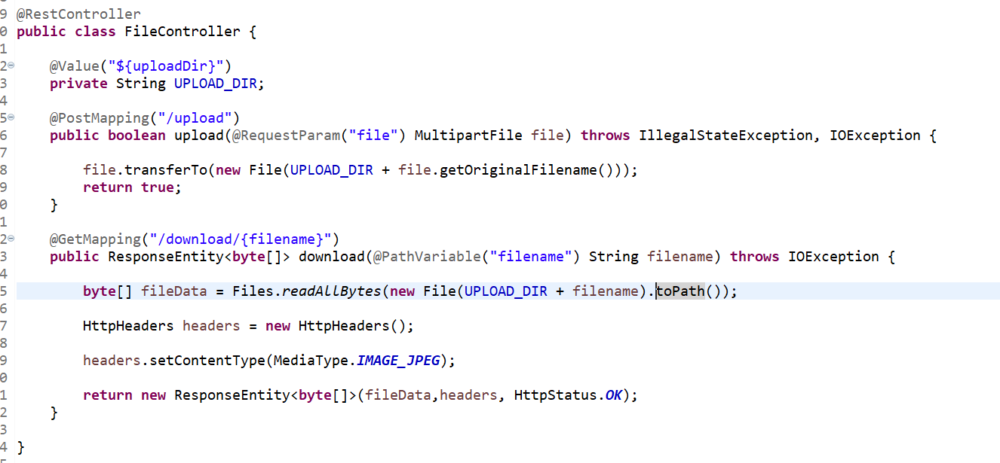 9 @RestController
0 public class FileController {
1
2 @Value("${uploadDir}")
3 private String UPLOAD_DIR;
4
5 @PostMapping("/upload")
6 public boolean upload(@RequestParam("file") MultipartFile file) throws IllegalStateException, IOException {
7
8 file.transferTo(new File(UPLOAD_DIR + file.getOriginalFilename()));
9 return true;
0 }
1
2 @GetMapping("/download/{filename}")
3 public ResponseEntity<byte[]> download(@PathVariable("filename") String filename) throws IOException {
4
5 byte[] fileData = Files.readAllBytes(new File(UPLOAD_DIR + filename).toPath());
6
7 HttpHeaders headers = new HttpHeaders();
8
9 headers.setContentType(MediaType.IMAGE_JPEG);
0
1 return new ResponseEntity<byte[]>(fileData,headers, HttpStatus.OK);
2 }
3
4 }